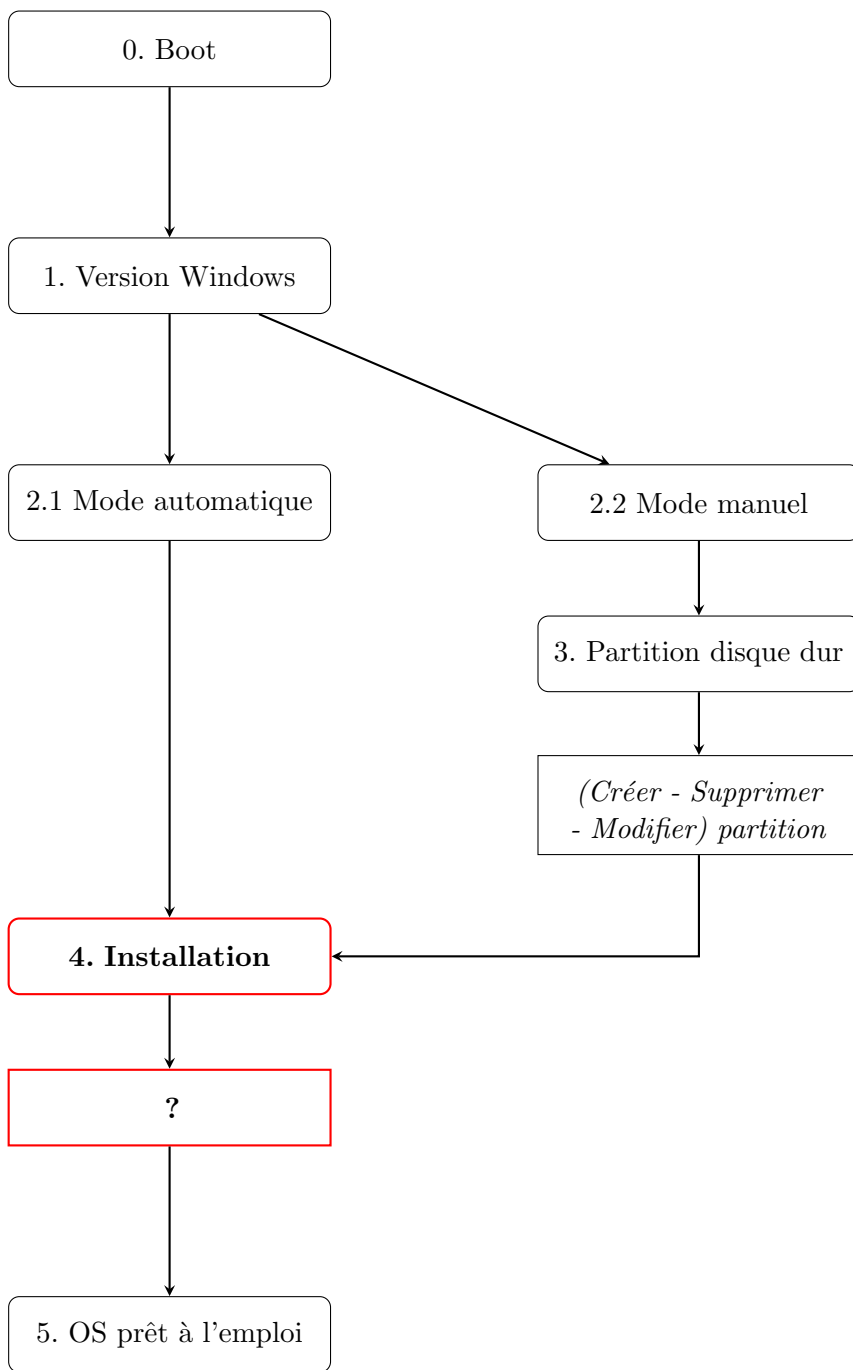 0. Boot
1. Version Windows
2.1 Mode automatique
2.2 Mode manuel
3. Partition disque dur
(Créer - Supprimer
- Modifier) partition
4. Installation
?
5. OS prêt à l'emploi